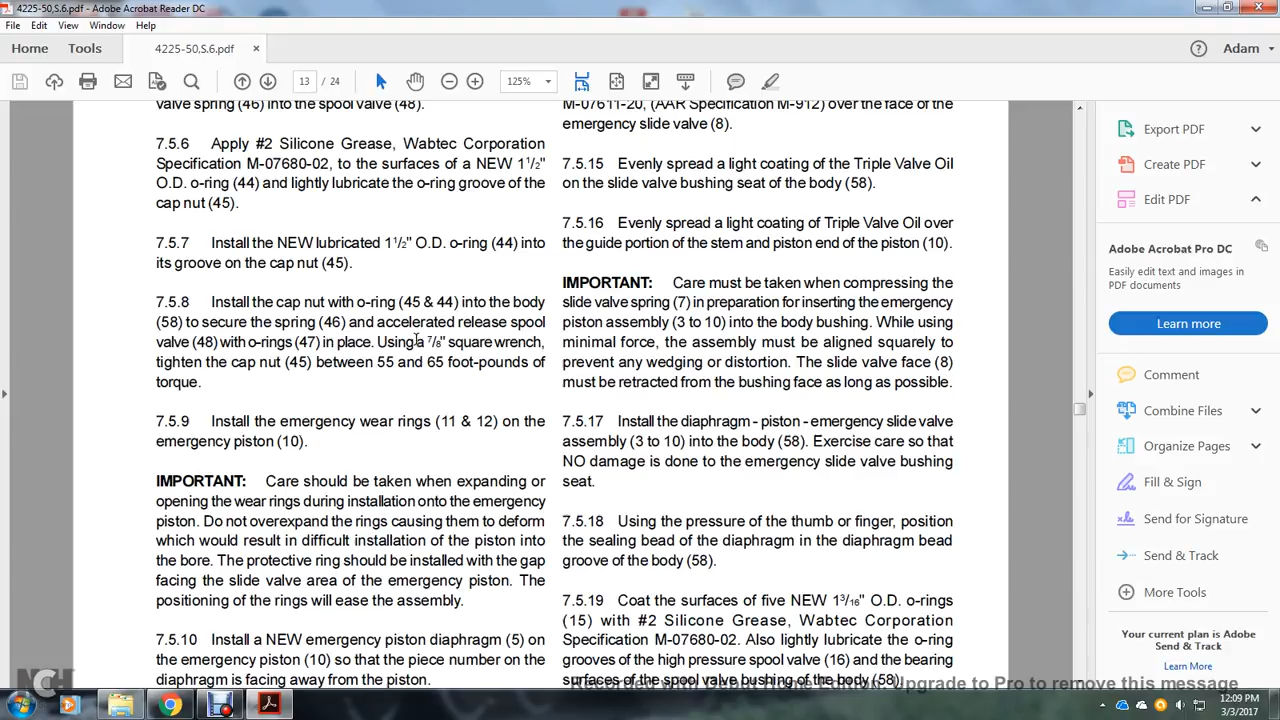 4225-50,S.6.pdf - Adobe Acrobat Reader DC
File Edit View Window Help
Home Tools 4225-50,S.6.pdf × Adam
13 / 24 125%
valve spring (46) into the spool valve (48).
7.5.6 Apply #2 Silicone Grease, Wabtec Corporation
Specification M-07680-02, to the surfaces of a NEW 1 1/2"
O.D. o-ring (44) and lightly lubricate the o-ring groove of the
cap nut (45).
7.5.7 Install the NEW lubricated 1 1/2" O.D. o-ring (44) into
its groove on the cap nut (45).
7.5.8 Install the cap nut with o-ring (45 & 44) into the body
(58) to secure the spring (46) and accelerated release spool
valve (48) with o-rings (47) in place. Using a 7/8" square wrench,
tighten the cap nut (45) between 55 and 65 foot-pounds of
torque.
7.5.9 Install the emergency wear rings (11 & 12) on the
emergency piston (10).
IMPORTANT: Care should be taken when expanding or
opening the wear rings during installation onto the emergency
piston. Do not overexpand the rings causing them to deform
which would result in difficult installation of the piston into
the bore. The protective ring should be installed with the gap
facing the slide valve area of the emergency piston. The
positioning of the rings will ease the assembly.
7.5.10 Install a NEW emergency piston diaphragm (5) on
the emergency piston (10) so that the piece number on the
diaphragm is facing away from the piston.
M-07611-20, (AAR Specification M-912) over the face of the
emergency slide valve (8).
7.5.15 Evenly spread a light coating of the Triple Valve Oil
on the slide valve bushing seat of the body (58).
7.5.16 Evenly spread a light coating of Triple Valve Oil over
the guide portion of the stem and piston end of the piston (10).
IMPORTANT: Care must be taken when compressing the
slide valve spring (7) in preparation for inserting the emergency
piston assembly (3 to 10) into the body bushing. While using
minimal force, the assembly must be aligned squarely to
prevent any wedging or distortion. The slide valve face (8)
must be retracted from the bushing face as long as possible.
7.5.17 Install the diaphragm - piston - emergency slide valve
assembly (3 to 10) into the body (58). Exercise care so that
NO damage is done to the emergency slide valve bushing
seat.
7.5.18 Using the pressure of the thumb or finger, position
the sealing bead of the diaphragm in the diaphragm bead
groove of the body (58).
7.5.19 Coat the surfaces of five NEW 1 3/16" O.D. o-rings
(15) with #2 Silicone Grease, Wabtec Corporation
Specification M-07680-02. Also lightly lubricate the o-ring
grooves of the high pressure spool valve (16) and the bearing
surfaces of the spool valve bushing of the body (58).
Export PDF
Create PDF
Edit PDF
Adobe Acrobat Pro DC
Easily edit text and images in
PDF documents
Learn more
Comment
Combine Files
Organize Pages
Fill & Sign
Send for Signature
Send & Track
More Tools
Your current plan is Adobe
Send & Track
Learn More
NCH
Upgrade to Pro to remove this message
12:09 PM
3/3/2017